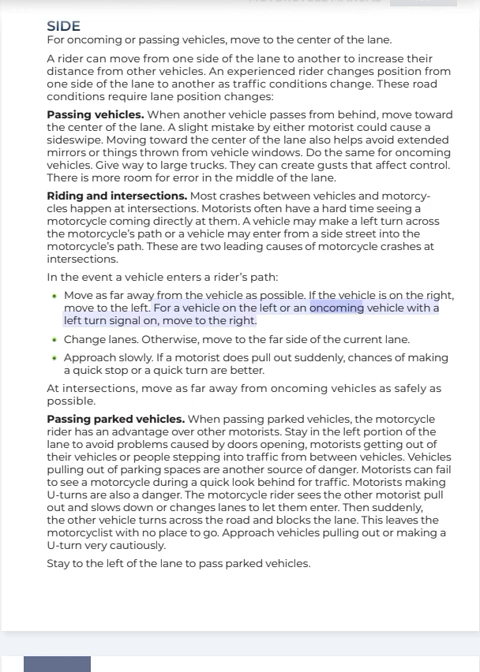 SIDE
For oncoming or passing vehicles, move to the center of the lane.
A rider can move from one side of the lane to another to increase their
distance from other vehicles. An experienced rider changes position from
one side of the lane to another as traffic conditions change. These road
conditions require lane position changes:
Passing vehicles. When another vehicle passes from behind, move toward
the center of the lane. A slight mistake by either motorist could cause a
sideswipe. Moving toward the center of the lane also helps avoid extended
mirrors or things thrown from vehicle windows. Do the same for oncoming
vehicles. Give way to large trucks. They can create gusts that affect control.
There is more room for error in the middle of the lane.
Riding and intersections. Most crashes between vehicles and motorcy-
cles happen at intersections. Motorists often have a hard time seeing a
motorcycle coming directly at them. A vehicle may make a left turn across
the motorcycle's path or a vehicle may enter from a side street into the
motorcycle's path. These are two leading causes of motorcycle crashes at
intersections.
In the event a vehicle enters a rider's path:
• Move as far away from the vehicle as possible. If the vehicle is on the right,
move to the left. For a vehicle on the left or an oncoming vehicle with a
left turn signal on, move to the right.
• Change lanes. Otherwise, move to the far side of the current lane.
• Approach slowly. If a motorist does pull out suddenly, chances of making
a quick stop or a quick turn are better.
At intersections, move as far away from oncoming vehicles as safely as
possible.
Passing parked vehicles. When passing parked vehicles, the motorcycle
rider has an advantage over other motorists. Stay in the left portion of the
lane to avoid problems caused by doors opening, motorists getting out of
their vehicles or people stepping into traffic from between vehicles. Vehicles
pulling out of parking spaces are another source of danger. Motorists can fail
to see a motorcycle during a quick look behind for traffic. Motorists making
U-turns are also a danger. The motorcycle rider sees the other motorist pull
out and slows down or changes lanes to let them enter. Then suddenly,
the other vehicle turns across the road and blocks the lane. This leaves the
motorcyclist with no place to go. Approach vehicles pulling out or making a
U-turn very cautiously.
Stay to the left of the lane to pass parked vehicles.